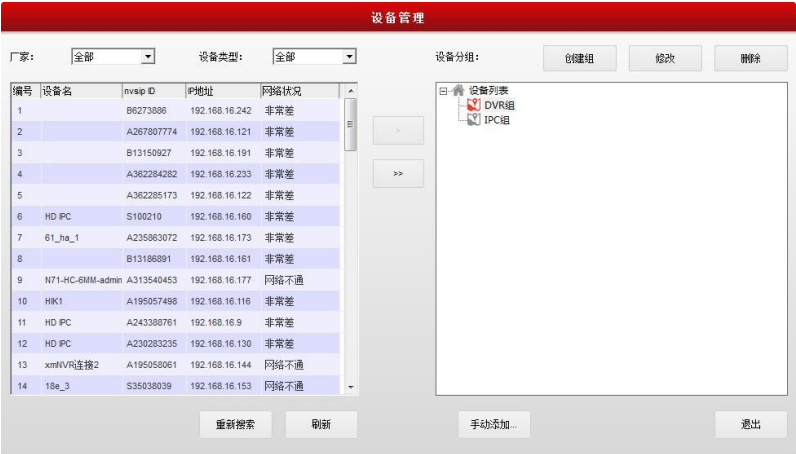 设备管理
厂家: 全部 设备类型: 全部 设备分组: 创建组 修改 删除
编号 设备名 nvsip ID IP地址 网络状况
1 B6273886 192.168.16.242 非常差
2 A267807774 192.168.16.121 非常差
3 B13150927 192.168.16.191 非常差
4 A362284282 192.168.16.233 非常差
5 A362285173 192.168.16.122 非常差
6 HD IPC S100210 192.168.16.160 非常差
7 61_ha_1 A235863072 192.168.16.173 非常差
8 B13186891 192.168.16.161 非常差
9 N71-HC-6MM-admin A313540453 192.168.16.177 网络不通
10 HIK1 A195057498 192.168.16.116 非常差
11 HD IPC A243388761 192.168.16.9 非常差
12 HD IPC A230283235 192.168.16.130 非常差
13 xmNVR连接2 A195058061 192.168.16.144 网络不通
14 18e_3 S35038039 192.168.16.153 网络不通
>
>>
设备列表
DVR组
IPC组
重新搜索 刷新 手动添加... 退出